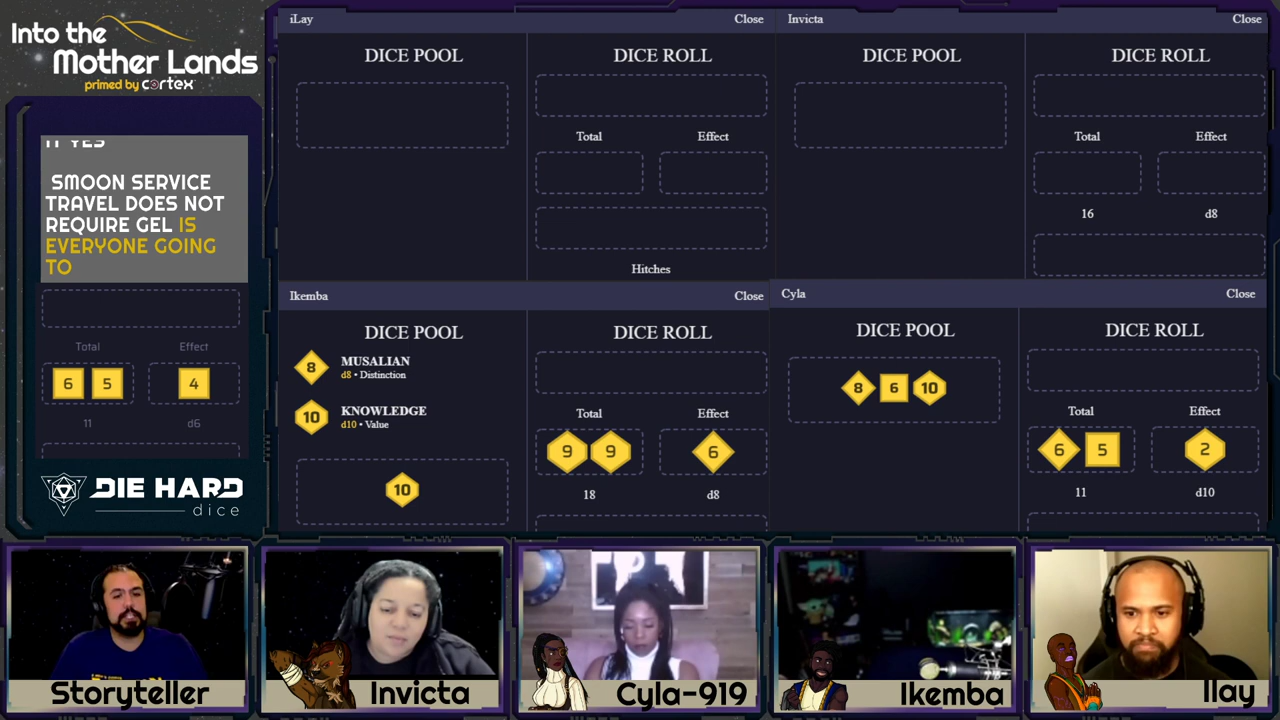 Into the
Mother Lands
primed by cortex
IT YES
SMOON SERVICE
TRAVEL DOES NOT
REQUIRE GEL IS
EVERYONE GOING
TO
Total
Effect
6
5
4
11
d6
DIE HARD
dice
iLay
Close
DICE POOL
DICE ROLL
Total
Effect
Hitches
Invicta
Close
DICE POOL
DICE ROLL
Total
Effect
16
d8
Ikemba
Close
DICE POOL
8
MUSALIAN
d8 • Distinction
10
KNOWLEDGE
d10 • Value
10
DICE ROLL
Total
Effect
9
9
6
18
d8
Cyla
Close
DICE POOL
8
6
10
DICE ROLL
Total
Effect
6
5
2
11
d10
Storyteller
Invicta
Cyla-919
Ikemba
Ilay